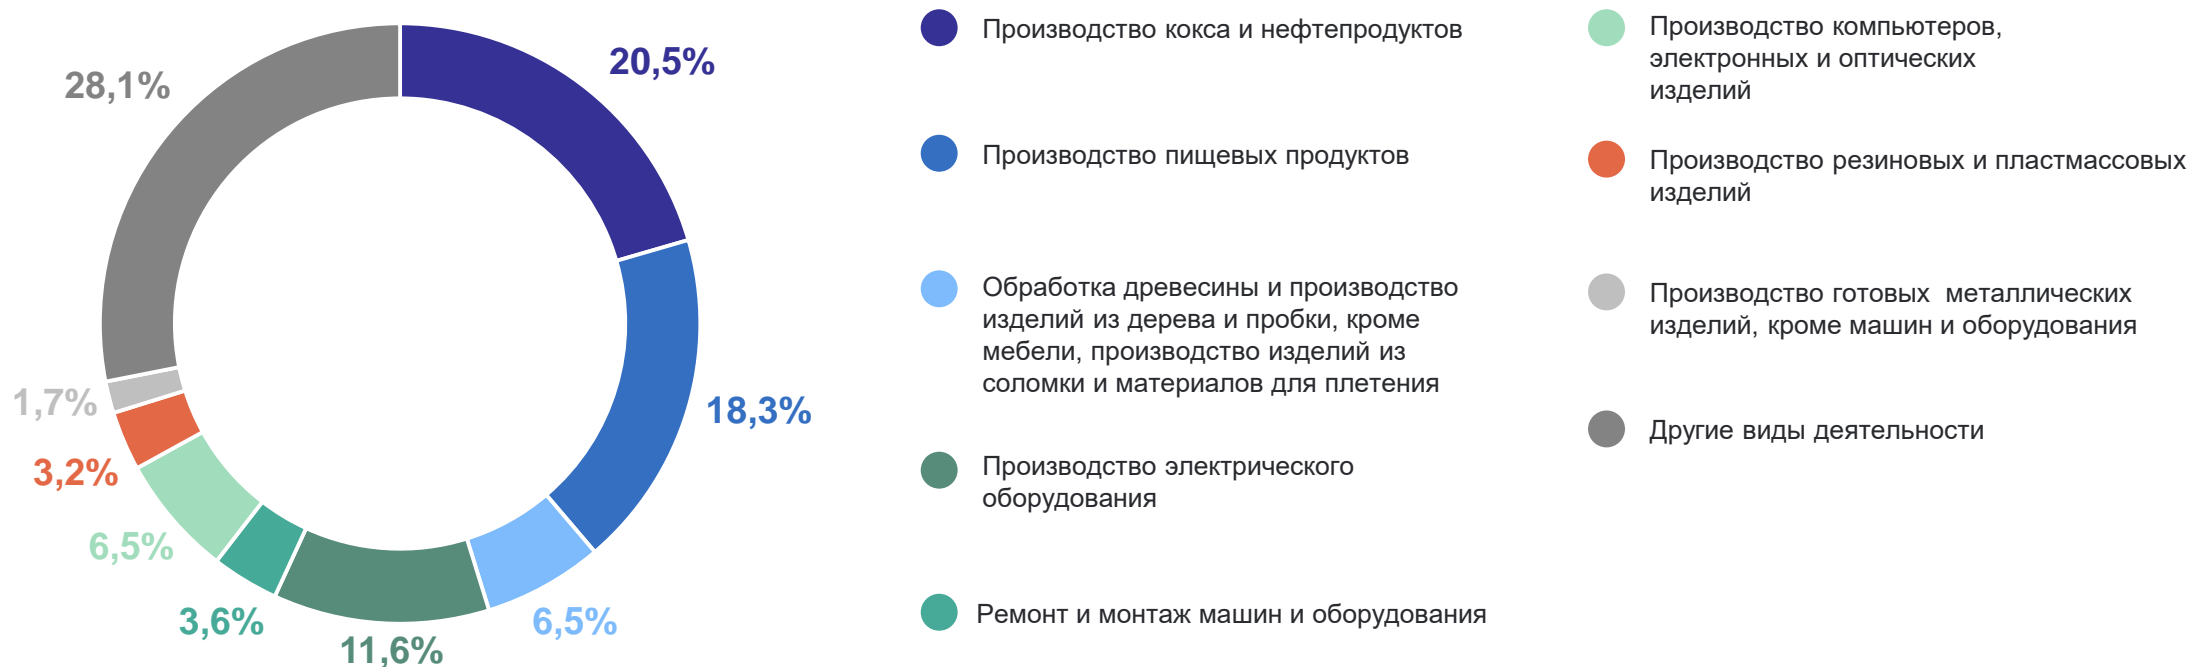 20,5%
28,1%
18,3%
1,7%
3,2%
6,5%
3,6%
11,6%
6,5%
Производство кокса и нефтепродуктов
Производство пищевых продуктов
Обработка древесины и производство
изделий из дерева и пробки, кроме
мебели, производство изделий из
соломки и материалов для плетения
Производство электрического
оборудования
Ремонт и монтаж машин и оборудования
Производство компьютеров,
электронных и оптических
изделий
Производство резиновых и пластмассовых
изделий
Производство готовых  металлических
изделий, кроме машин и оборудования
Другие виды деятельности